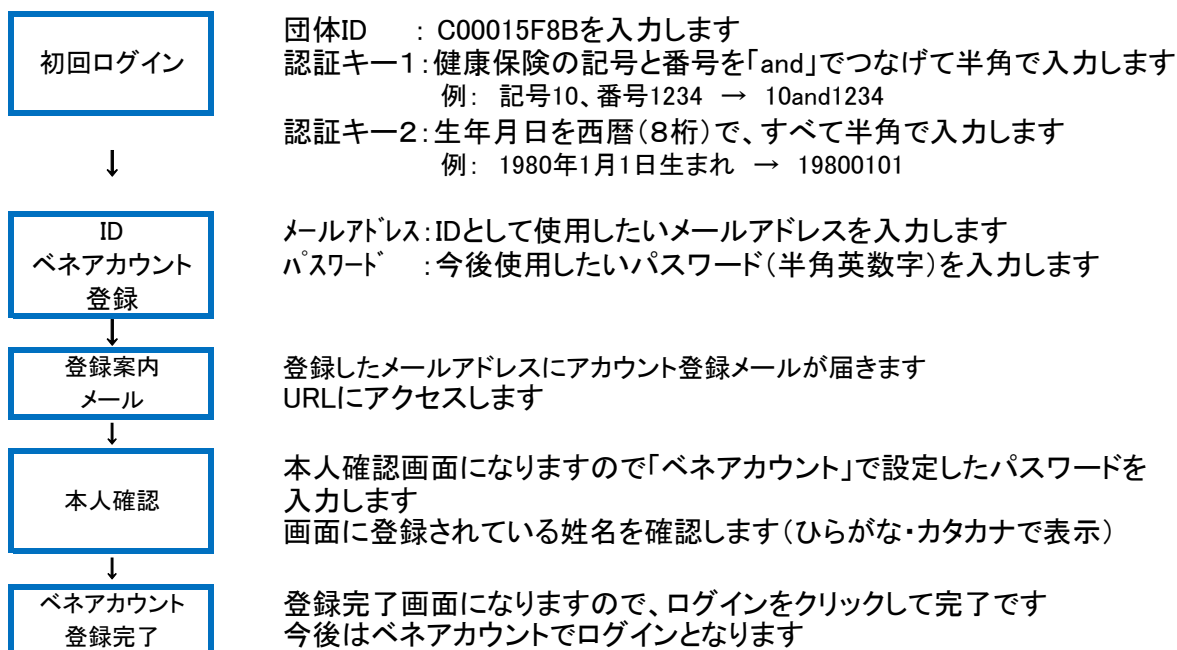 初回ログイン
団体ID : C00015F8Bを入力します
認証キー1:健康保険の記号と番号を「and」でつなげて半角で入力します
例: 記号10、番号1234 → 10and1234
認証キー2:生年月日を西暦(8桁)で、すべて半角で入力します
例: 1980年1月1日生まれ → 19800101
↓
ID
ベネアカウント
登録
メールアドレス:IDとして使用したいメールアドレスを入力します
パスワード :今後使用したいパスワード(半角英数字)を入力します
↓
登録案内
メール
登録したメールアドレスにアカウント登録メールが届きます
URLにアクセスします
↓
本人確認
本人確認画面になりますので「ベネアカウント」で設定したパスワードを
入力します
画面に登録されている姓名を確認します(ひらがな・カタカナで表示)
↓
ベネアカウント
登録完了
登録完了画面になりますので、ログインをクリックして完了です
今後はベネアカウントでログインとなります